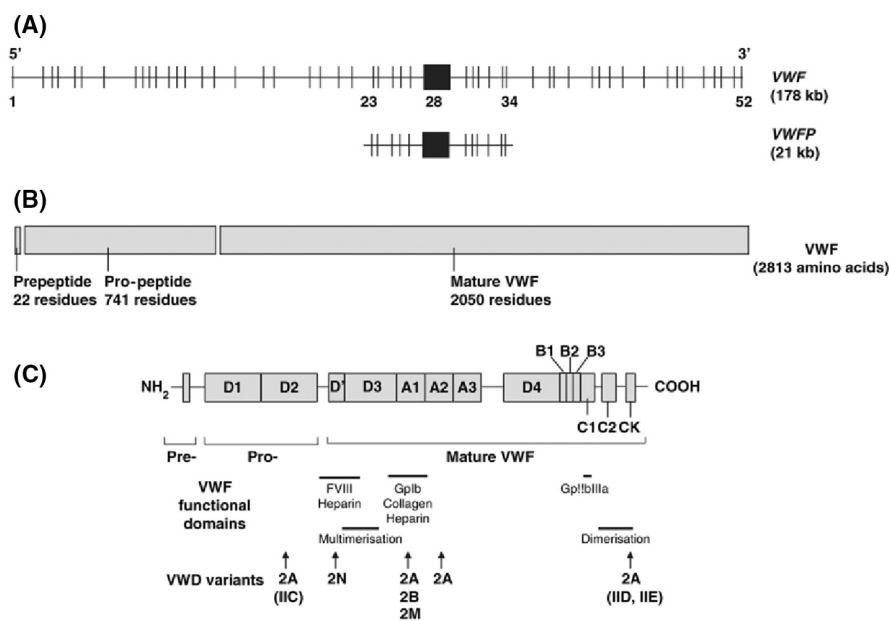 (A)
5’ 3’
VWF
(178 kb)
1 23 28 34 52
VWFP
(21 kb)
(B)
VWF
(2813 amino acids)
Prepeptide
22 residues
Pro-peptide
741 residues
Mature VWF
2050 residues
(C)
B1 B2 B3
NH2 D1 D2 D' D3 A1 A2 A3 D4 COOH
C1 C2 CK
Pre- Pro- Mature VWF
VWF
functional
domains
FVIII
Heparin
GpIb
Collagen
Heparin
Gp!!bIIIa
Multimerisation Dimerisation
VWD variants
2A
(IIC)
2N
2A
2B
2M
2A
2A
(IID, IIE)